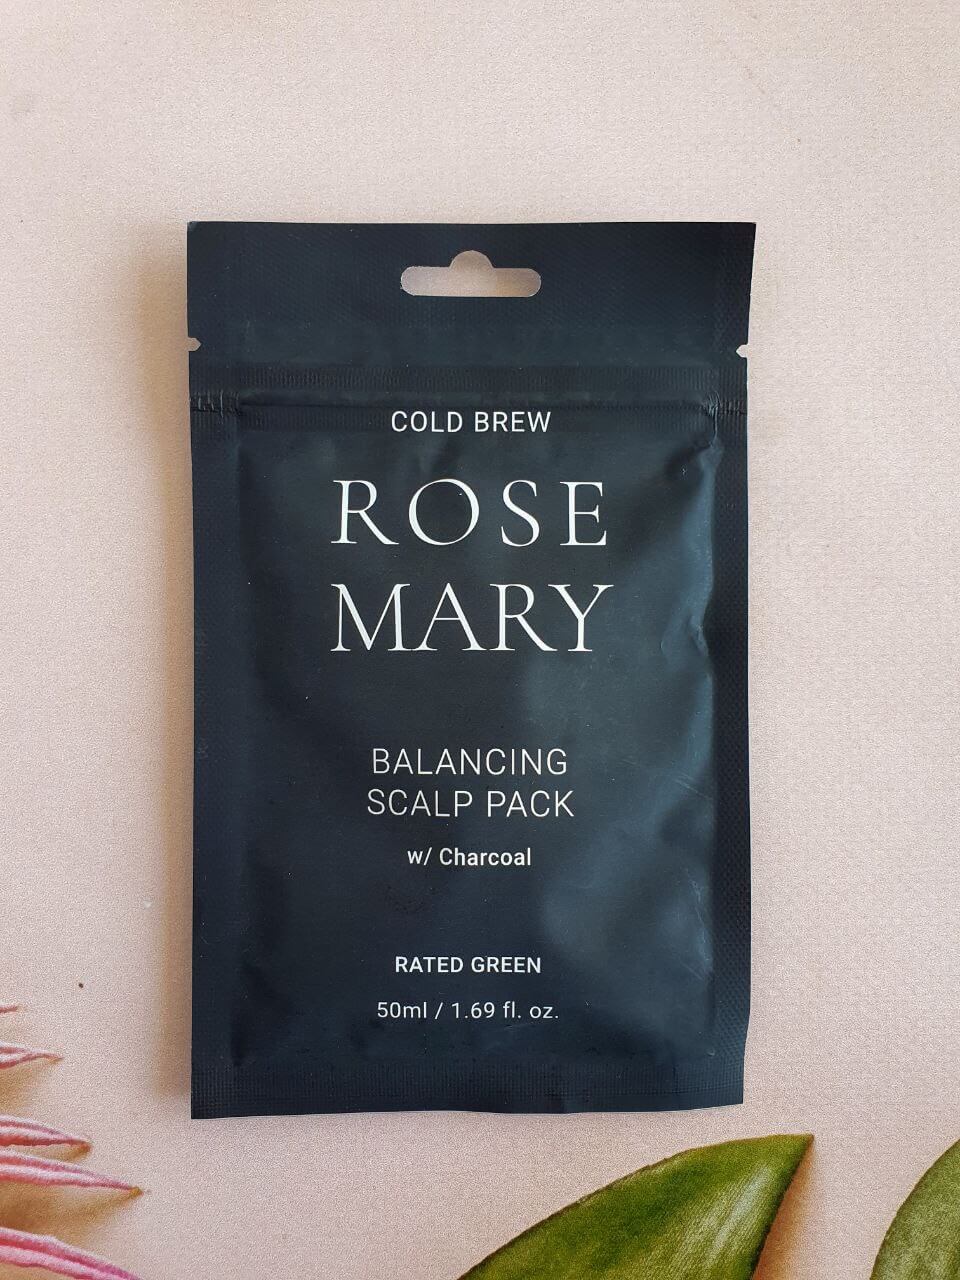 COLD BREW
ROSE
MARY
BALANCING
SCALP PACK
w/ Charcoal
RATED GREEN
50ml / 1.69 fl. oz.